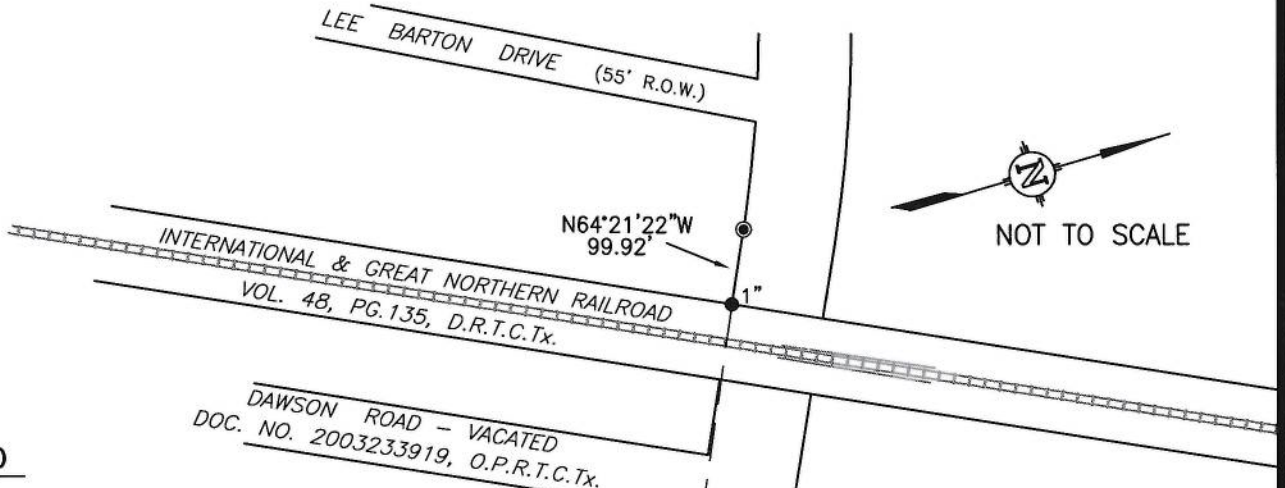 LEE BARTON DRIVE (55' R.O.W.)
N64°21'22"W
99.92'
N
NOT TO SCALE
1"
INTERNATIONAL & GREAT NORTHERN RAILROAD
VOL. 48, PG.135, D.R.T.C.Tx.
DAWSON ROAD - VACATED
DOC. NO. 2003233919, O.P.R.T.C.Tx.